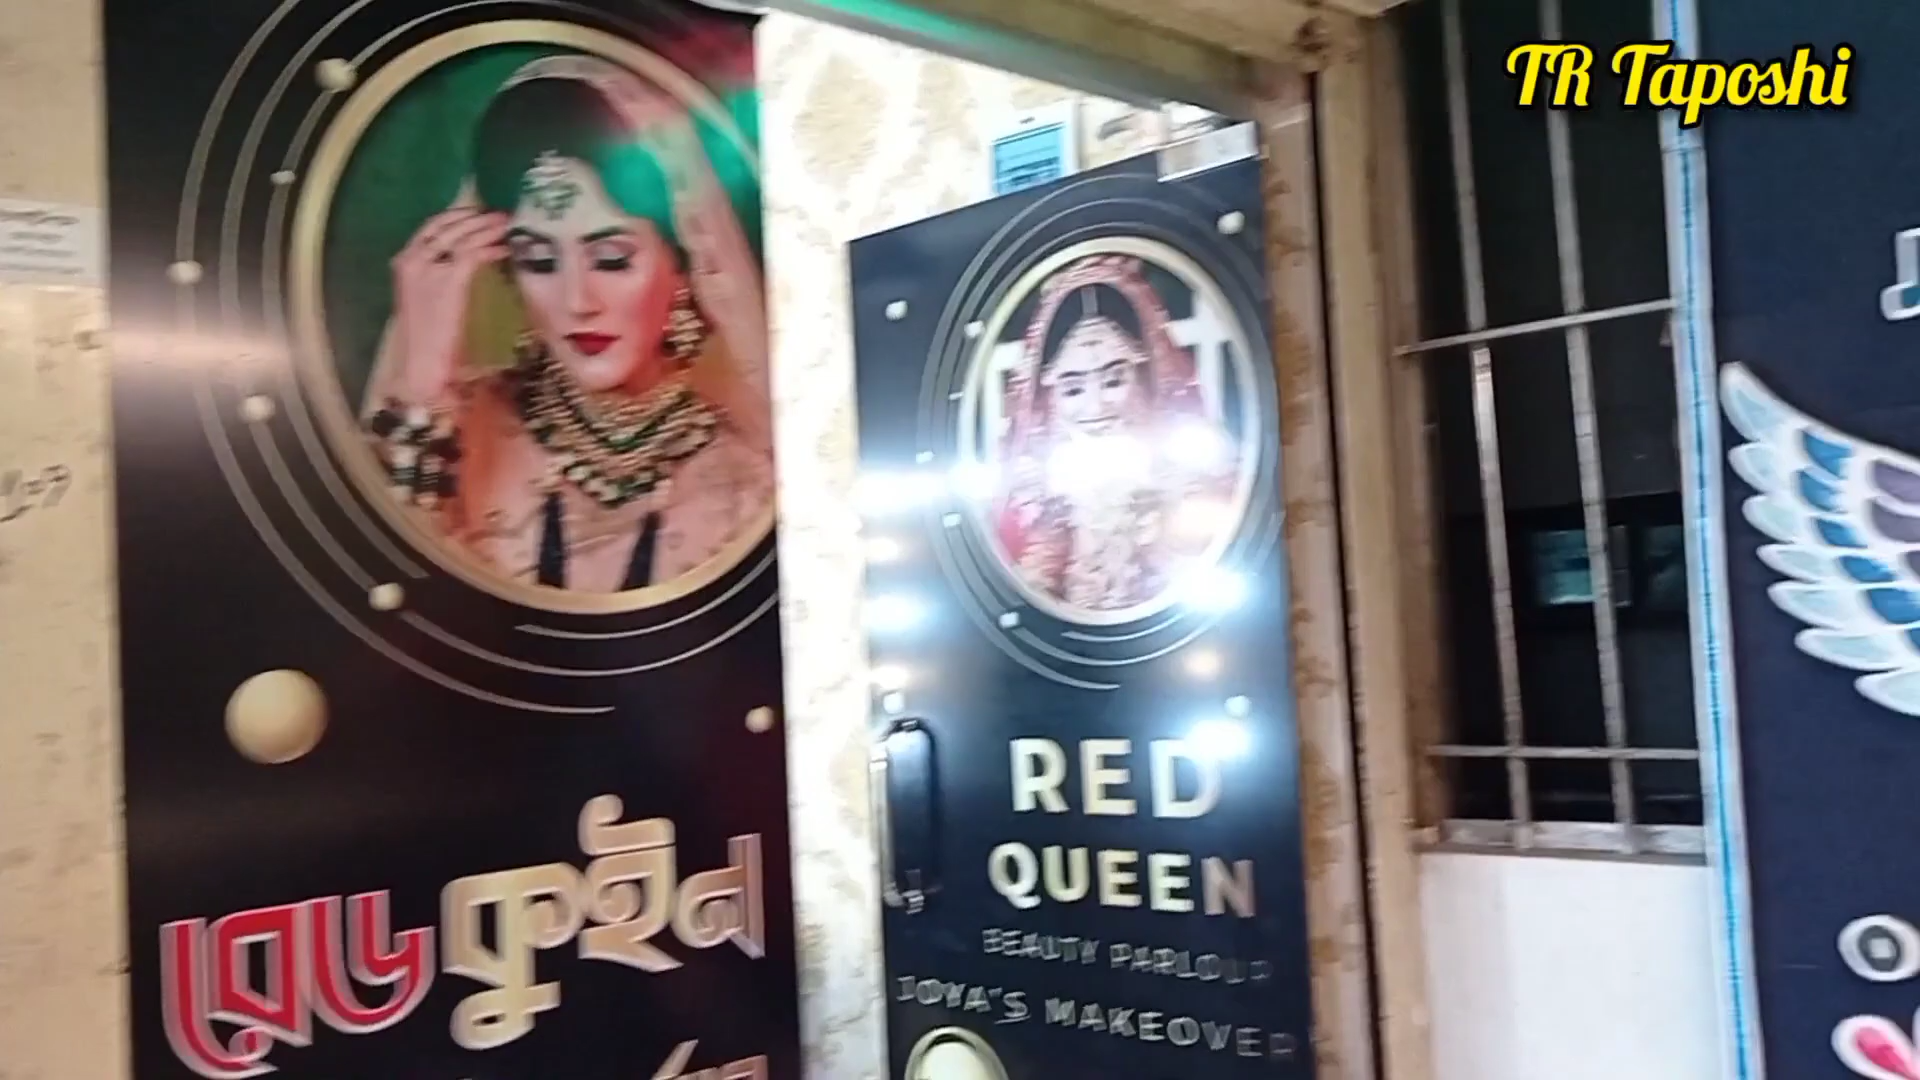 TR Taposhi
রেড কুইন
RED
QUEEN
BEAUTY PARLOUR
JOYA'S MAKEOVER